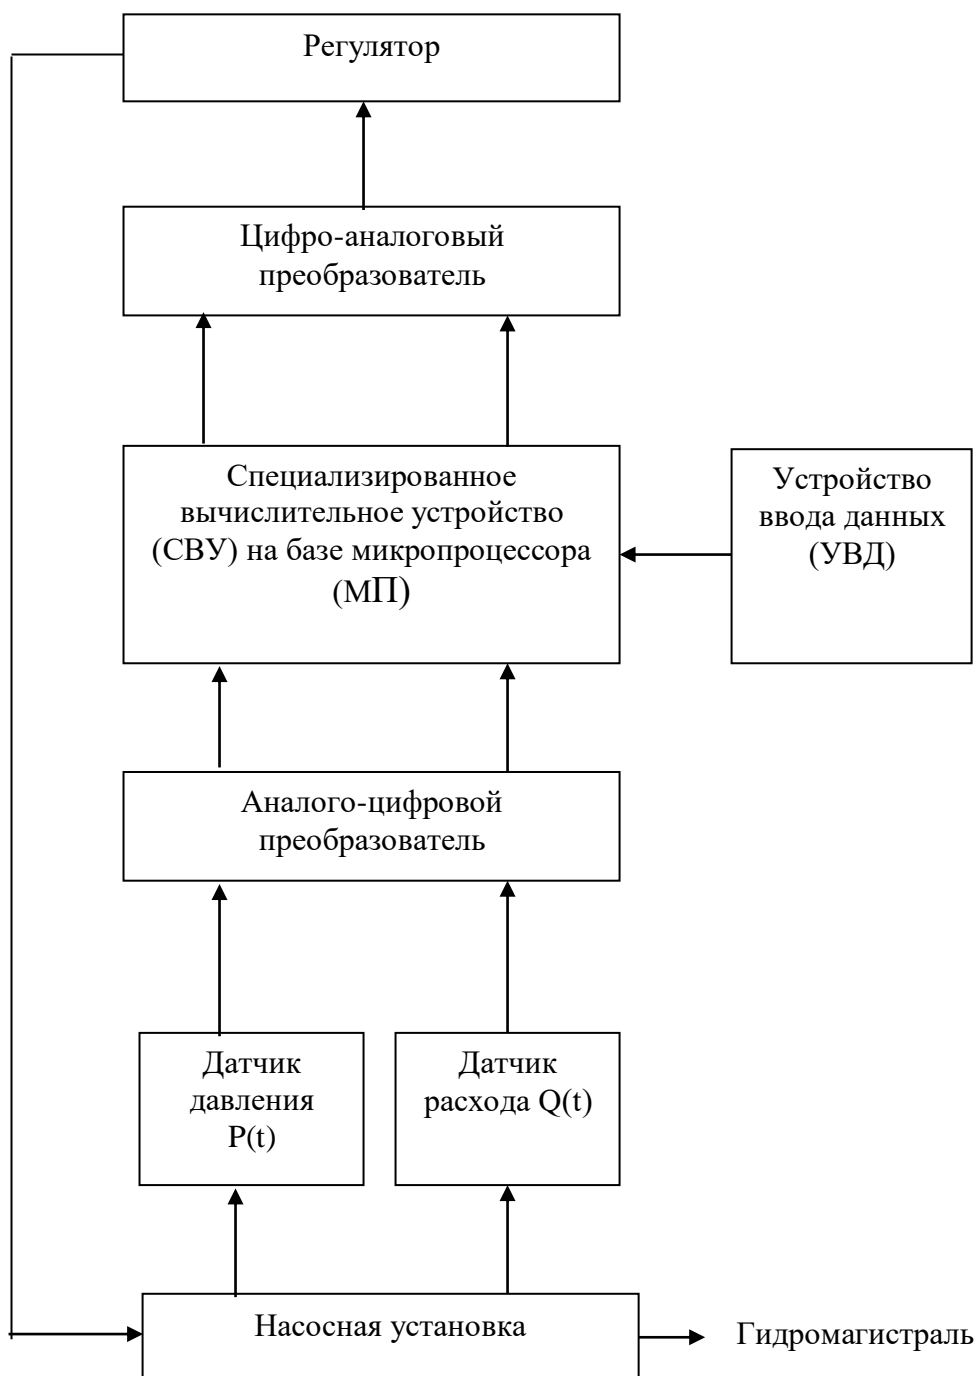 Регулятор
Цифро-аналоговый
преобразователь
Специализированное
вычислительное устройство
(СВУ) на базе микропроцессора
(МП)
Устройство
ввода данных
(УВД)
Аналого-цифровой
преобразователь
Датчик
давления
P(t)
Датчик
расхода Q(t)
Насосная установка
Гидромагистраль